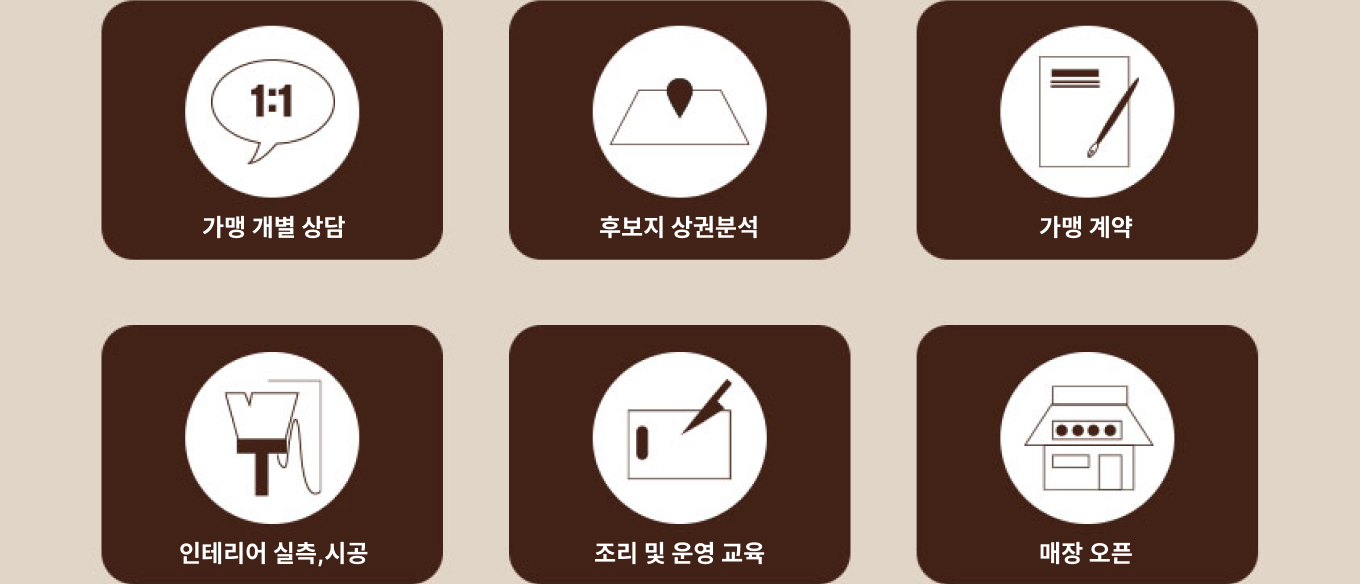 1:1
가맹 개별 상담
후보지 상권분석
가맹 계약
인테리어 실측,시공
조리 및 운영 교육
매장 오픈